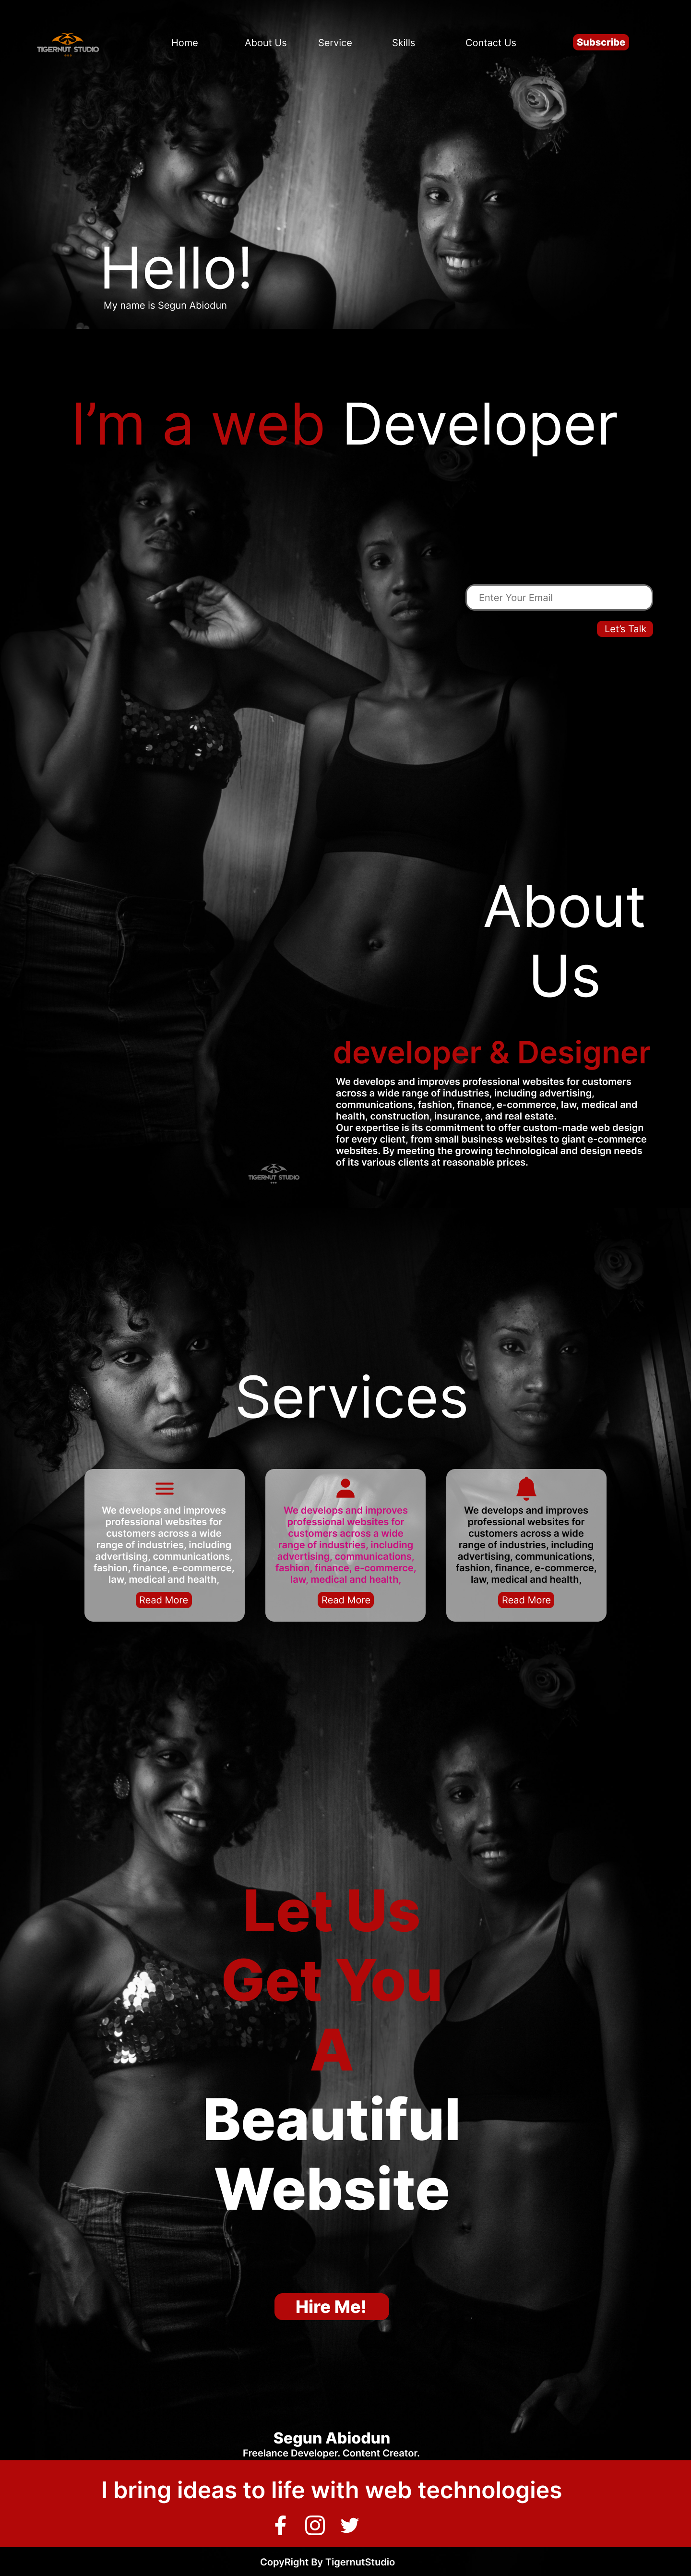 TIGERNUT STUDIO
Home
About Us
Service
Skills
Contact Us
Subscribe
Hello!
My name is Segun Abiodun
I’m a web Developer
Enter Your Email
Let’s Talk
About
Us
developer & Designer
We develops and improves professional websites for customers
across a wide range of industries, including advertising,
communications, fashion, finance, e-commerce, law, medical and
health, construction, insurance, and real estate.
Our expertise is its commitment to offer custom-made web design
for every client, from small business websites to giant e-commerce
websites. By meeting the growing technological and design needs
of its various clients at reasonable prices.
TIGERNUT STUDIO
Services
We develops and improves
professional websites for
customers across a wide
range of industries, including
advertising, communications,
fashion, finance, e-commerce,
law, medical and health,
Read More
We develops and improves
professional websites for
customers across a wide
range of industries, including
advertising, communications,
fashion, finance, e-commerce,
law, medical and health,
Read More
We develops and improves
professional websites for
customers across a wide
range of industries, including
advertising, communications,
fashion, finance, e-commerce,
law, medical and health,
Read More
Let Us
Get You
A
Beautiful
Website
Hire Me!
Segun Abiodun
Freelance Developer. Content Creator.
I bring ideas to life with web technologies
CopyRight By TigernutStudio